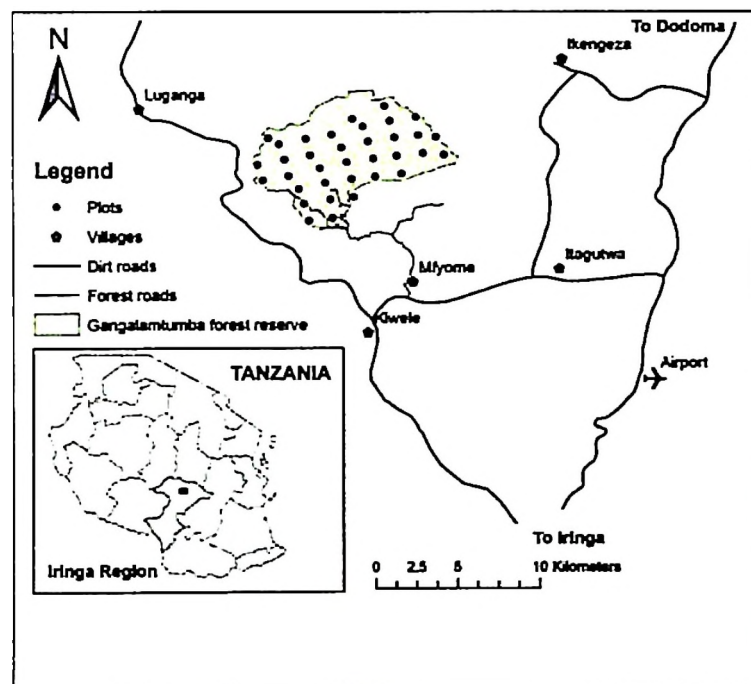 To Dodoma
N
Ikengeza
Luganga
Legend
Plots
Villages
Dirt roads
Forest roads
Gangalamtumba forest reserve
Mfyome
Itagutwa
Kiwele
Airport
TANZANIA
Iringa Region
To Iringa
0 2.5 5 10 Kilometers